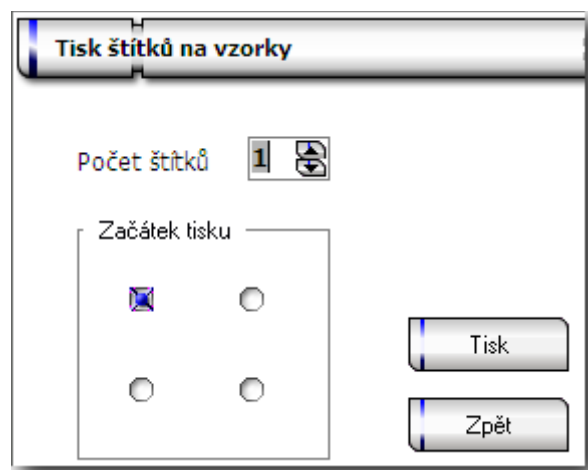 Tisk štítků na vzorky
Počet štítků 1
Začátek tisku
Tisk
Zpět